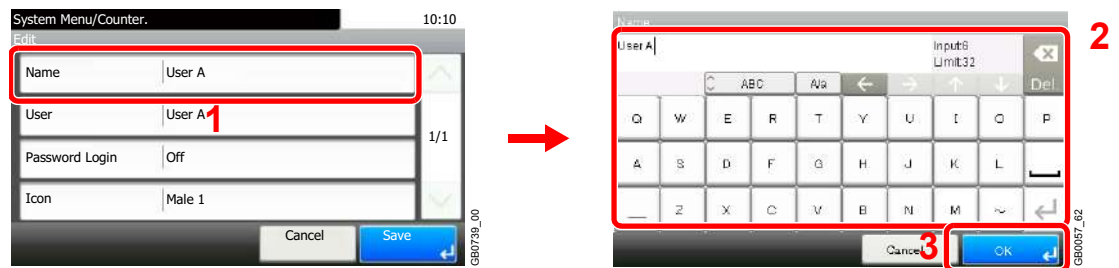 System Menu/Counter.
10:10
Edit
Name User A
User User A
1
1/1
Password Login Off
Icon Male 1
Cancel Save
GB0739_00
Name
2
User A
Input:6
Limit:32
ABC A/a ← → ↑ ↓ Del.
Q W E R T Y U I O P
A S D F G H J K L
_ Z X C V B N M ~
3
Cancel OK
GB0057_62